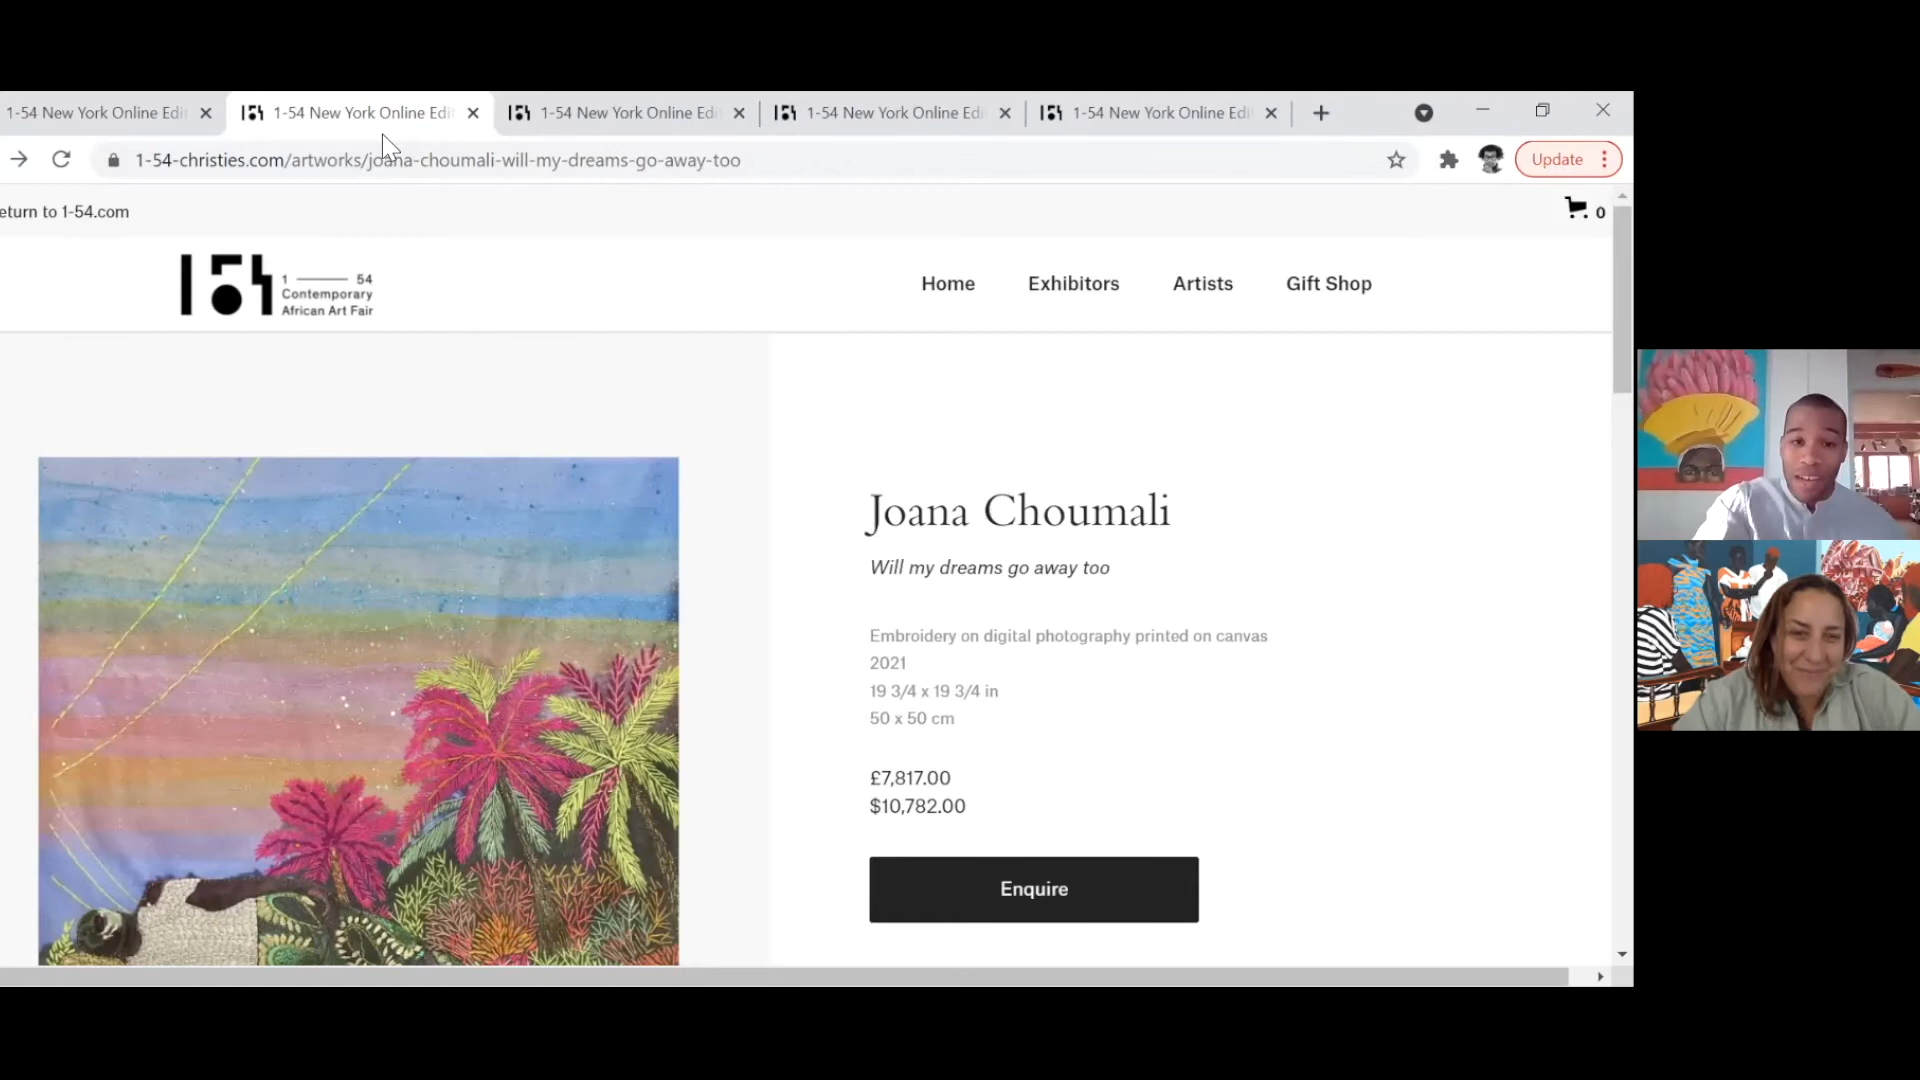 1-54 New York Online Edi
1-54 New York Online Edi
1-54 New York Online Edi
1-54 New York Online Edi
1-54 New York Online Edi
1-54-christies.com/artworks/joana-choumali-will-my-dreams-go-away-too
Update
eturn to 1-54.com
0
1 54
Contemporary
African Art Fair
Home
Exhibitors
Artists
Gift Shop
Joana Choumali
Will my dreams go away too
Embroidery on digital photography printed on canvas
2021
19 3/4 x 19 3/4 in
50 x 50 cm
£7,817.00
$10,782.00
Enquire